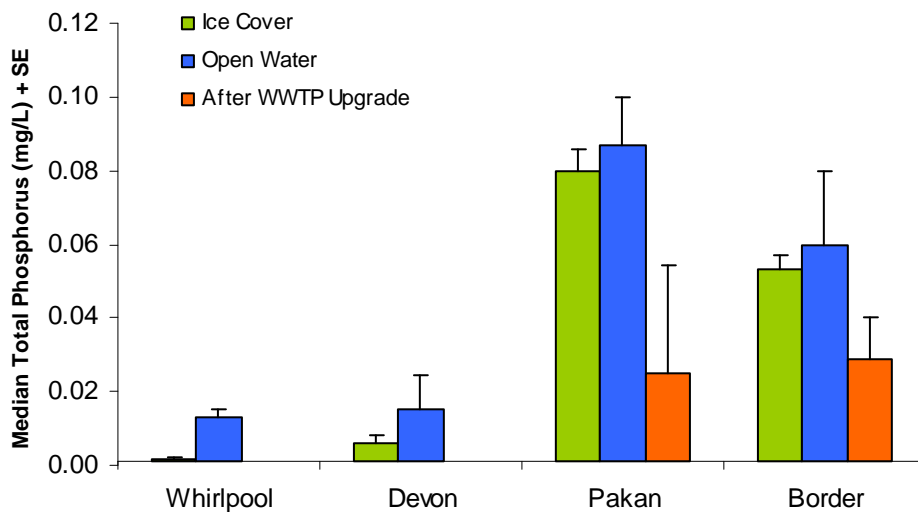 Median Total Phosphorus (mg/L) + SE
0.12
0.10
0.08
0.06
0.04
0.02
0.00
Ice Cover
Open Water
After WWTP Upgrade
Whirlpool
Devon
Pakan
Border